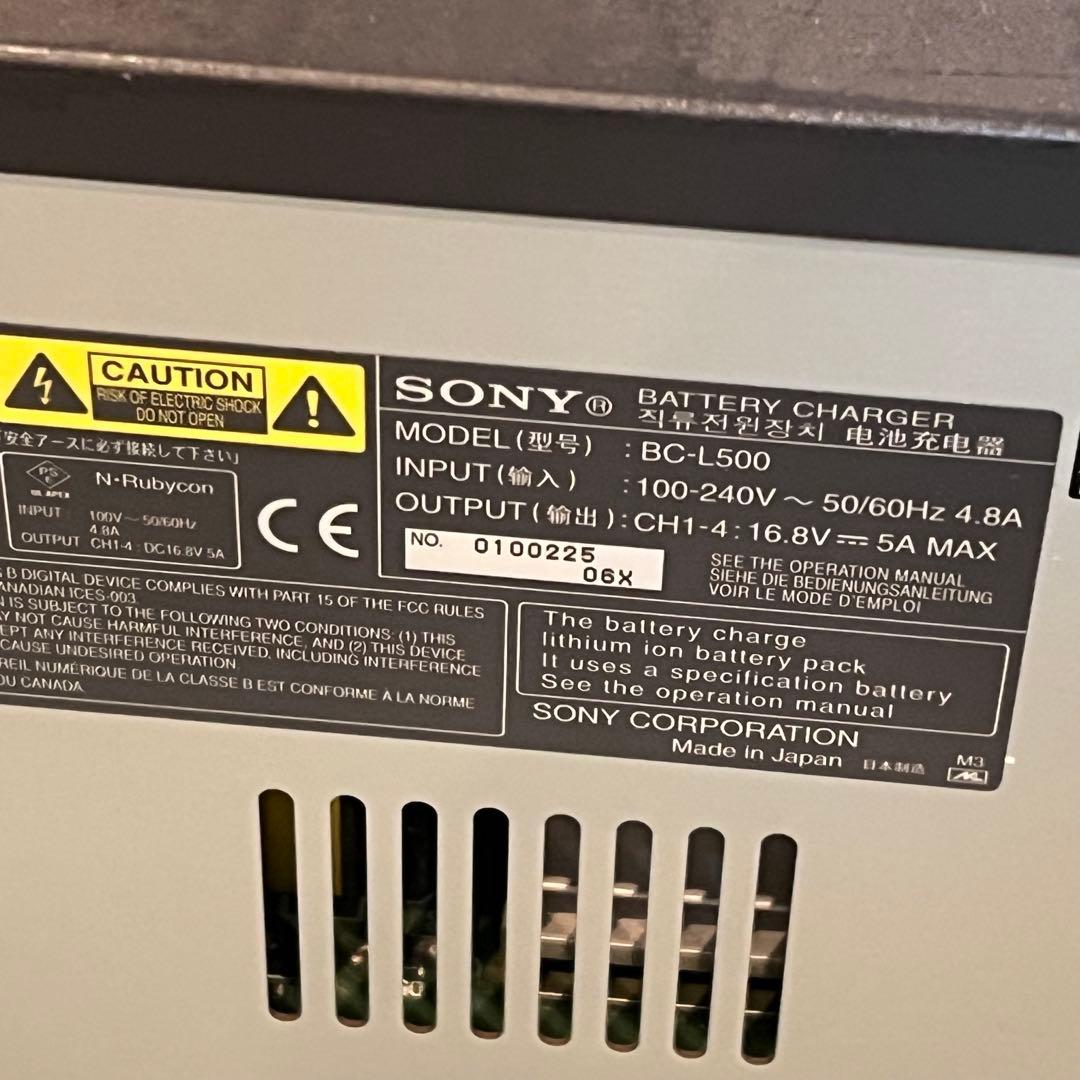 CAUTION
RISK OF ELECTRIC SHOCK
DO NOT OPEN
「安全アースに必ず接続して下さい」
PS
E
N・Rubycon
INPUT : 100V～ 50/60Hz
4.8A
OUTPUT CH1-4 : DC16.8V 5A
CE
SONY®
BATTERY CHARGER
직류전원장치 电池充电器
MODEL(型号) : BC-L500
INPUT(输入) : 100-240V ～ 50/60Hz 4.8A
OUTPUT(输出) : CH1-4 : 16.8V ⎓ 5A MAX
NO. 0100225
06X
SEE THE OPERATION MANUAL
SIEHE DIE BEDIENUNGSANLEITUNG
VOIR LE MODE D'EMPLOI
B DIGITAL DEVICE COMPLIES WITH PART 15 OF THE FCC RULES
ANADIAN ICES-003.
N IS SUBJECT TO THE FOLLOWING TWO CONDITIONS: (1) THIS
Y NOT CAUSE HARMFUL INTERFERENCE, AND (2) THIS DEVICE
EPT ANY INTERFERENCE RECEIVED, INCLUDING INTERFERENCE
CAUSE UNDESIRED OPERATION
REIL NUMÉRIQUE DE LA CLASSE B EST CONFORME À LA NORME
DU CANADA.
The battery charge
lithium ion battery pack
It uses a specification battery
See the operation manual
SONY CORPORATION
Made in Japan 日本制造
M3